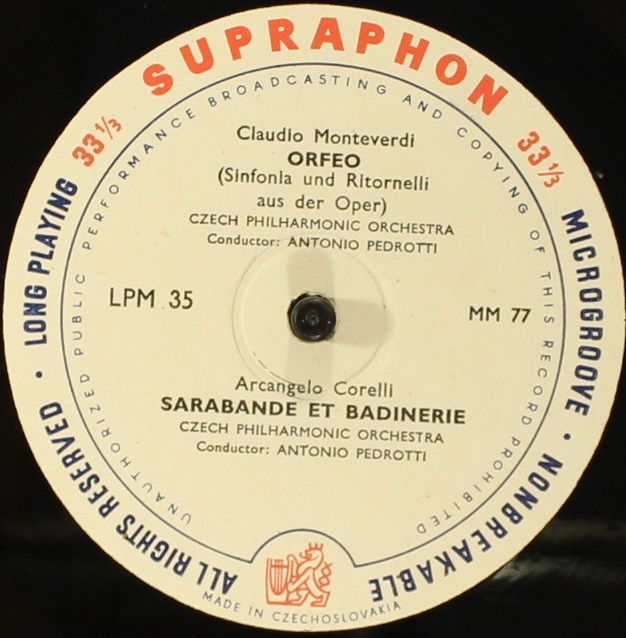 SUPRAPHON
33⅓
33⅓
LONG PLAYING
MICROGROOVE • NONBREAKABLE
• ALL RIGHTS RESERVED
UNAUTHORIZED PUBLIC PERFORMANCE BROADCASTING AND COPYING OF THIS RECORD PROHIBITED
Claudio Monteverdi
ORFEO
(Sinfonia und Ritornelli
aus der Oper)
CZECH PHILHARMONIC ORCHESTRA
Conductor: ANTONIO PEDROTTI
LPM 35
MM 77
Arcangelo Corelli
SARABANDE ET BADINERIE
CZECH PHILHARMONIC ORCHESTRA
Conductor: ANTONIO PEDROTTI
MADE IN CZECHOSLOVAKIA